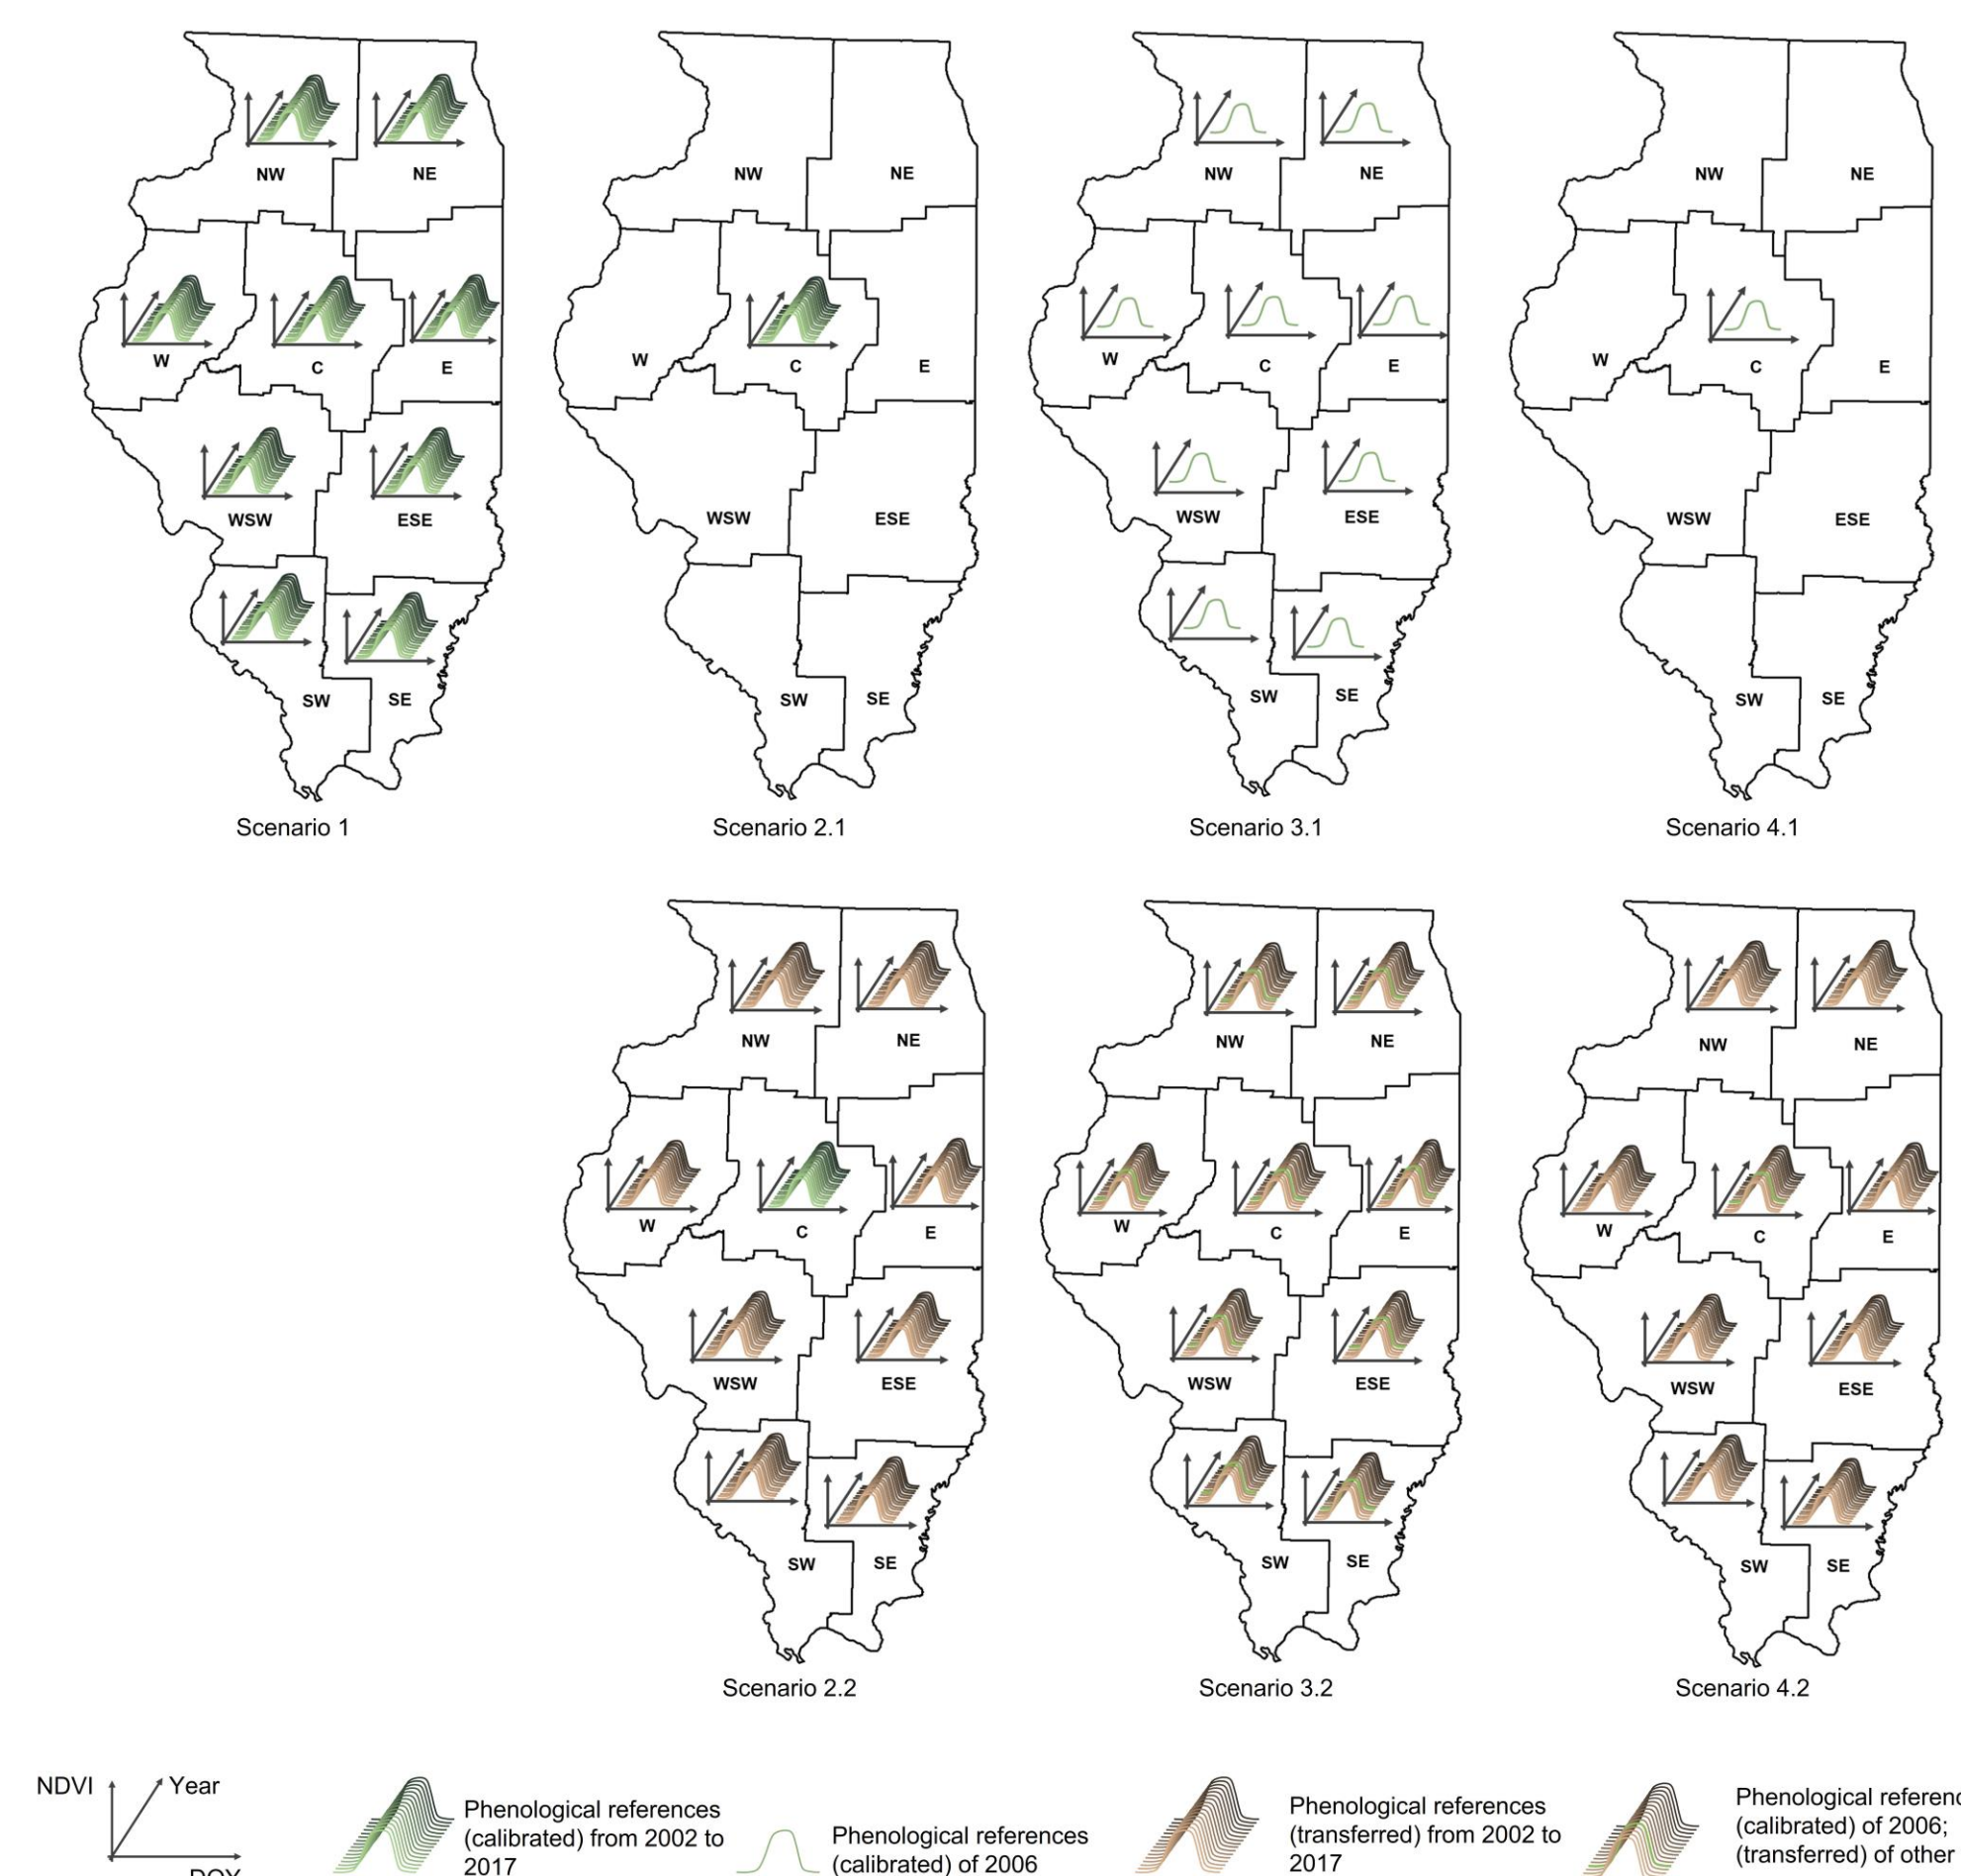 NW
NE
W
C
E
WSW
ESE
SW
SE
Scenario 1
NW
NE
W
C
E
WSW
ESE
SW
SE
Scenario 2.1
NW
NE
W
C
E
WSW
ESE
SW
SE
Scenario 3.1
NW
NE
W
C
E
WSW
ESE
SW
SE
Scenario 4.1
NW
NE
W
C
E
WSW
ESE
SW
SE
Scenario 2.2
NW
NE
W
C
E
WSW
ESE
SW
SE
Scenario 3.2
NW
NE
W
C
E
WSW
ESE
SW
SE
Scenario 4.2
NDVI
Year
Phenological references
(calibrated) from 2002 to
2017
Phenological references
(calibrated) of 2006
Phenological references
(transferred) from 2002 to
2017
Phenological
(calibrated) of 2006;
(transferred) of other